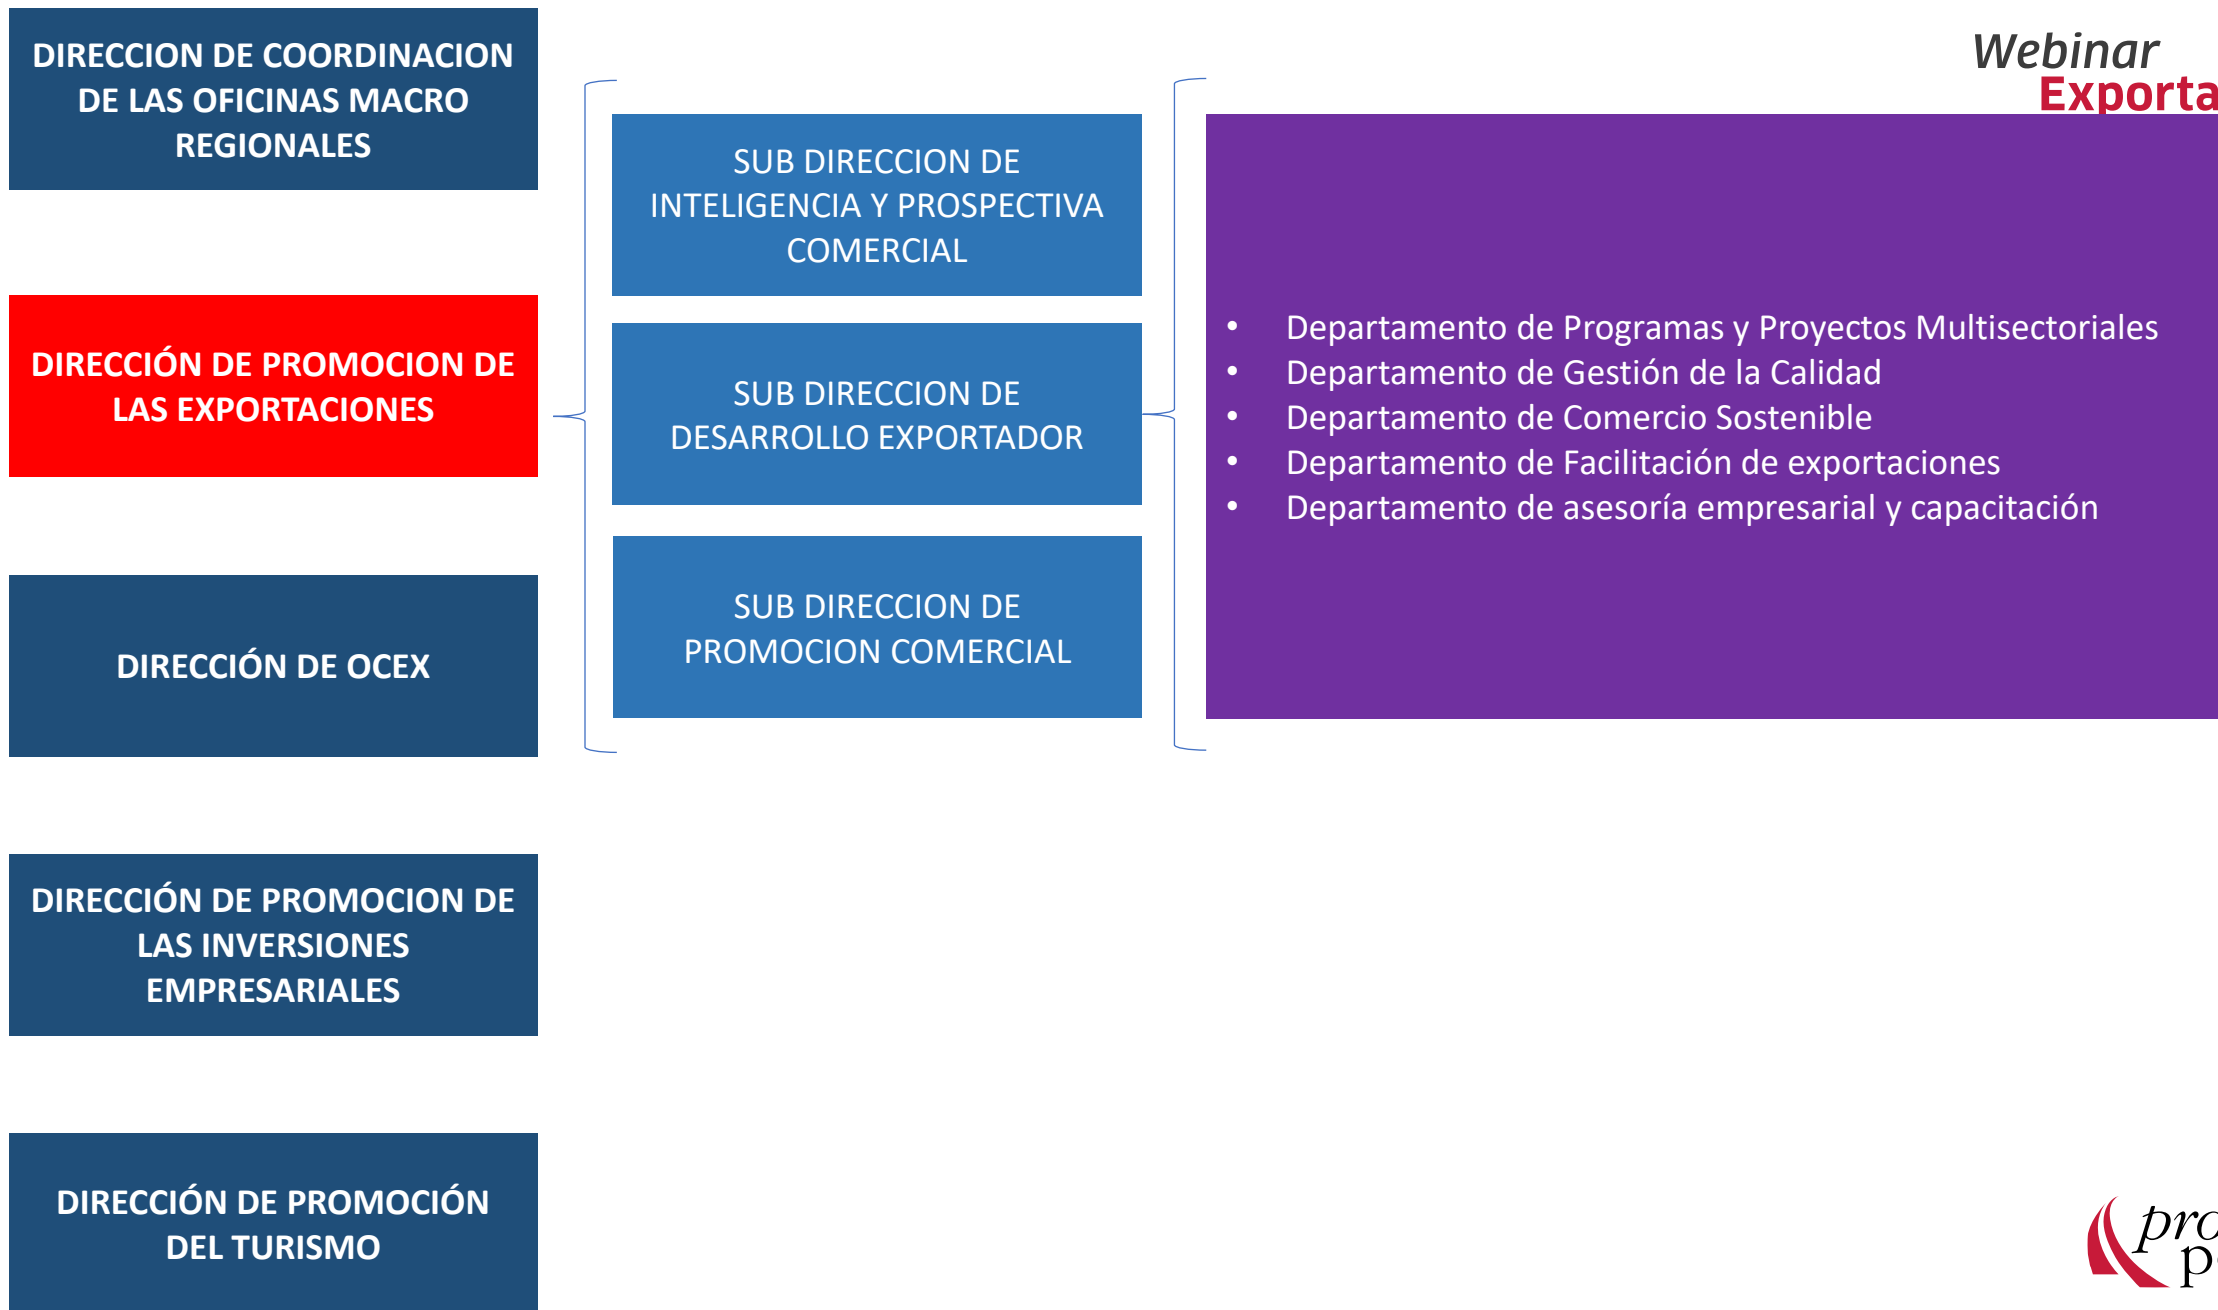 DIRECCION DE COORDINACION
DE LAS OFICINAS MACRO
REGIONALES
DIRECCIÓN DE PROMOCION DE
LAS EXPORTACIONES
DIRECCIÓN DE OCEX
DIRECCIÓN DE PROMOCION DE
LAS INVERSIONES
EMPRESARIALES
DIRECCIÓN DE PROMOCIÓN
DEL TURISMO
SUB DIRECCION DE
INTELIGENCIA Y PROSPECTIVA
COMERCIAL
SUB DIRECCION DE
DESARROLLO EXPORTADOR
SUB DIRECCION DE
PROMOCION COMERCIAL
Webinar
Exporta
• Departamento de Programas y Proyectos Multisectoriales
• Departamento de Gestión de la Calidad
• Departamento de Comercio Sostenible
• Departamento de Facilitación de exportaciones
• Departamento de asesoría empresarial y capacitación